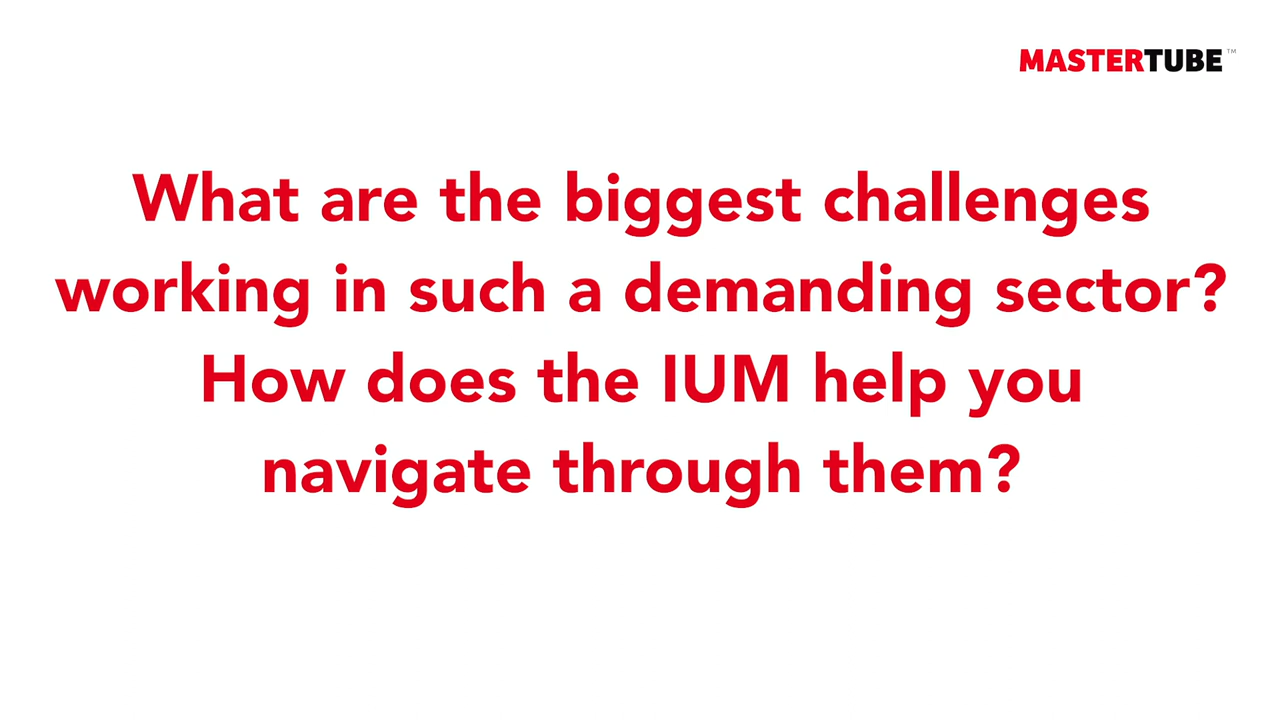 MASTERTUBE™
What are the biggest challenges
working in such a demanding sector?
How does the IUM help you
navigate through them?